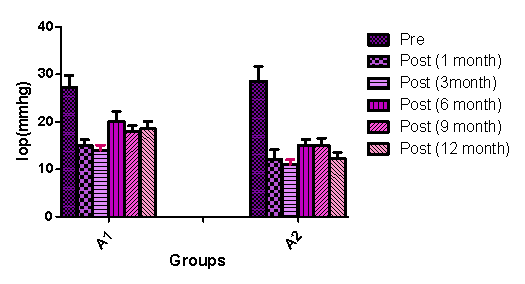 40
30
20
10
0
Iop(mmhg)
A1
A2
Groups
Pre
Post (1 month)
Post (3month)
Post (6 month)
Post (9 month)
Post (12 month)